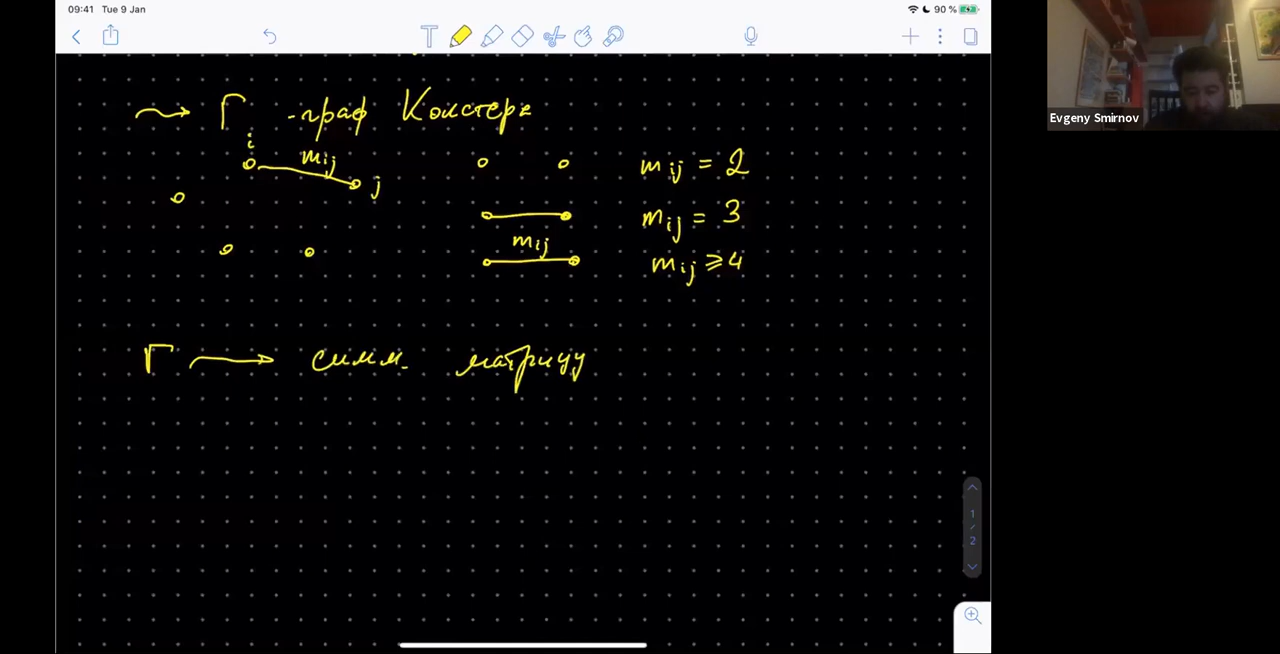 09:41 Tue 9 Jan
90 %
T
Γ - граф Кокстера
i
m_ij
j
m_ij = 2
m_ij = 3
m_ij
m_ij ⩾ 4
Γ → симм. матрицу
1
/
2
Evgeny Smirnov